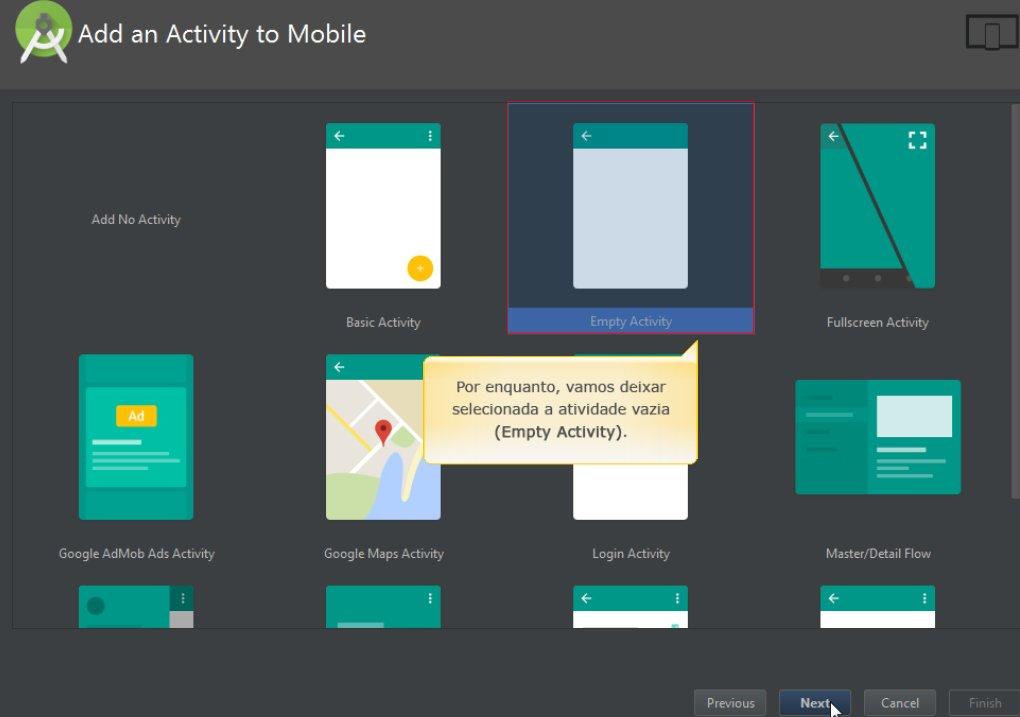 Add an Activity to Mobile
Add No Activity
Basic Activity
Empty Activity
Fullscreen Activity
Por enquanto, vamos deixar
selecionada a atividade vazia
(Empty Activity).
Ad
Google AdMob Ads Activity
Google Maps Activity
Login Activity
Master/Detail Flow
Previous
Next
Cancel
Finish